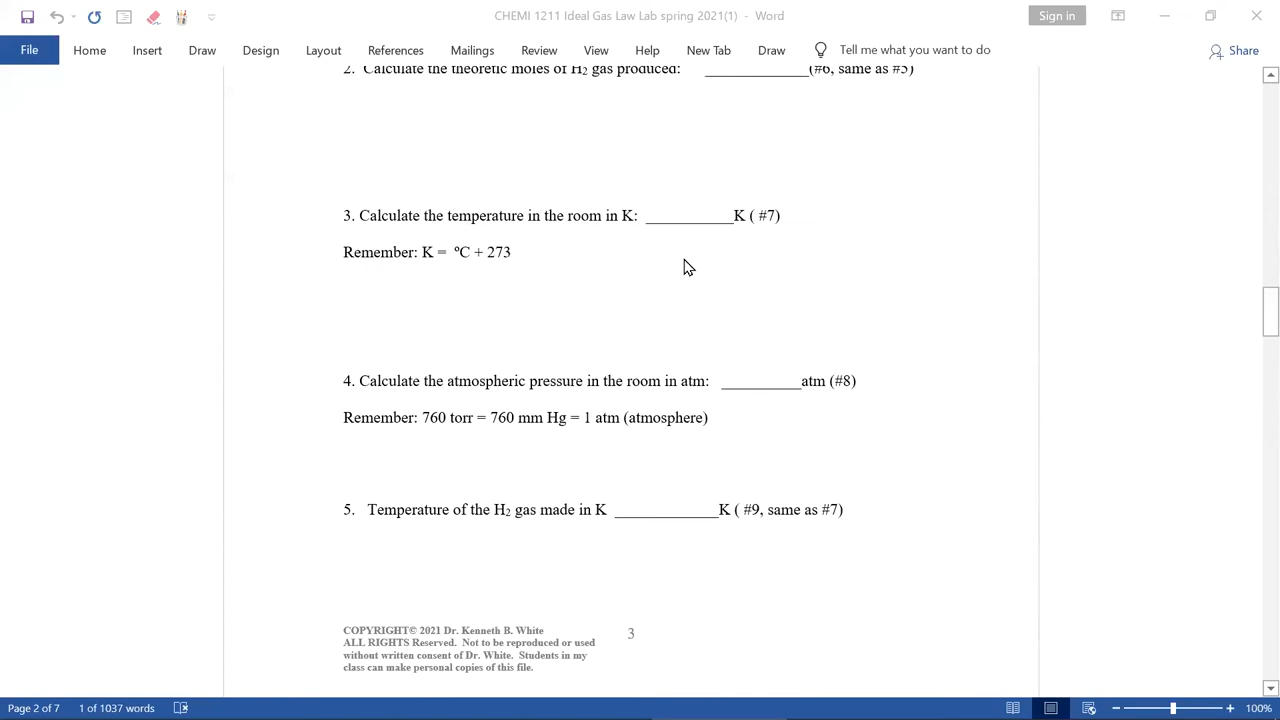 CHEMI 1211 Ideal Gas Law Lab spring 2021(1) - Word
Sign in
File Home Insert Draw Design Layout References Mailings Review View Help New Tab Draw Tell me what you want to do Share
2. Calculate the theoretic moles of H₂ gas produced: _____________(#6, same as #5)
3. Calculate the temperature in the room in K: ___________K ( #7)
Remember: K = ºC + 273
4. Calculate the atmospheric pressure in the room in atm: __________atm (#8)
Remember: 760 torr = 760 mm Hg = 1 atm (atmosphere)
5. Temperature of the H₂ gas made in K _____________K ( #9, same as #7)
COPYRIGHT© 2021 Dr. Kenneth B. White
ALL RIGHTS Reserved. Not to be reproduced or used
without written consent of Dr. White. Students in my
class can make personal copies of this file.
3
Page 2 of 7 1 of 1037 words 100%